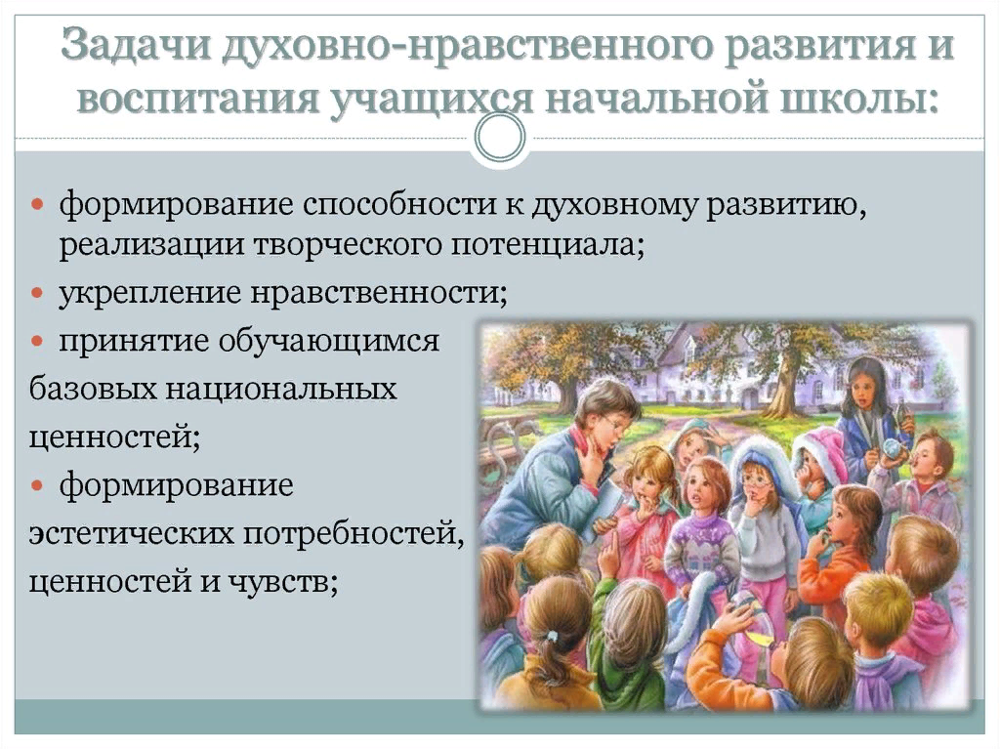 Задачи духовно-нравственного развития и
воспитания учащихся начальной школы:
• формирование способности к духовному развитию,
реализации творческого потенциала;
• укрепление нравственности;
• принятие обучающимся
базовых национальных
ценностей;
• формирование
эстетических потребностей,
ценностей и чувств;